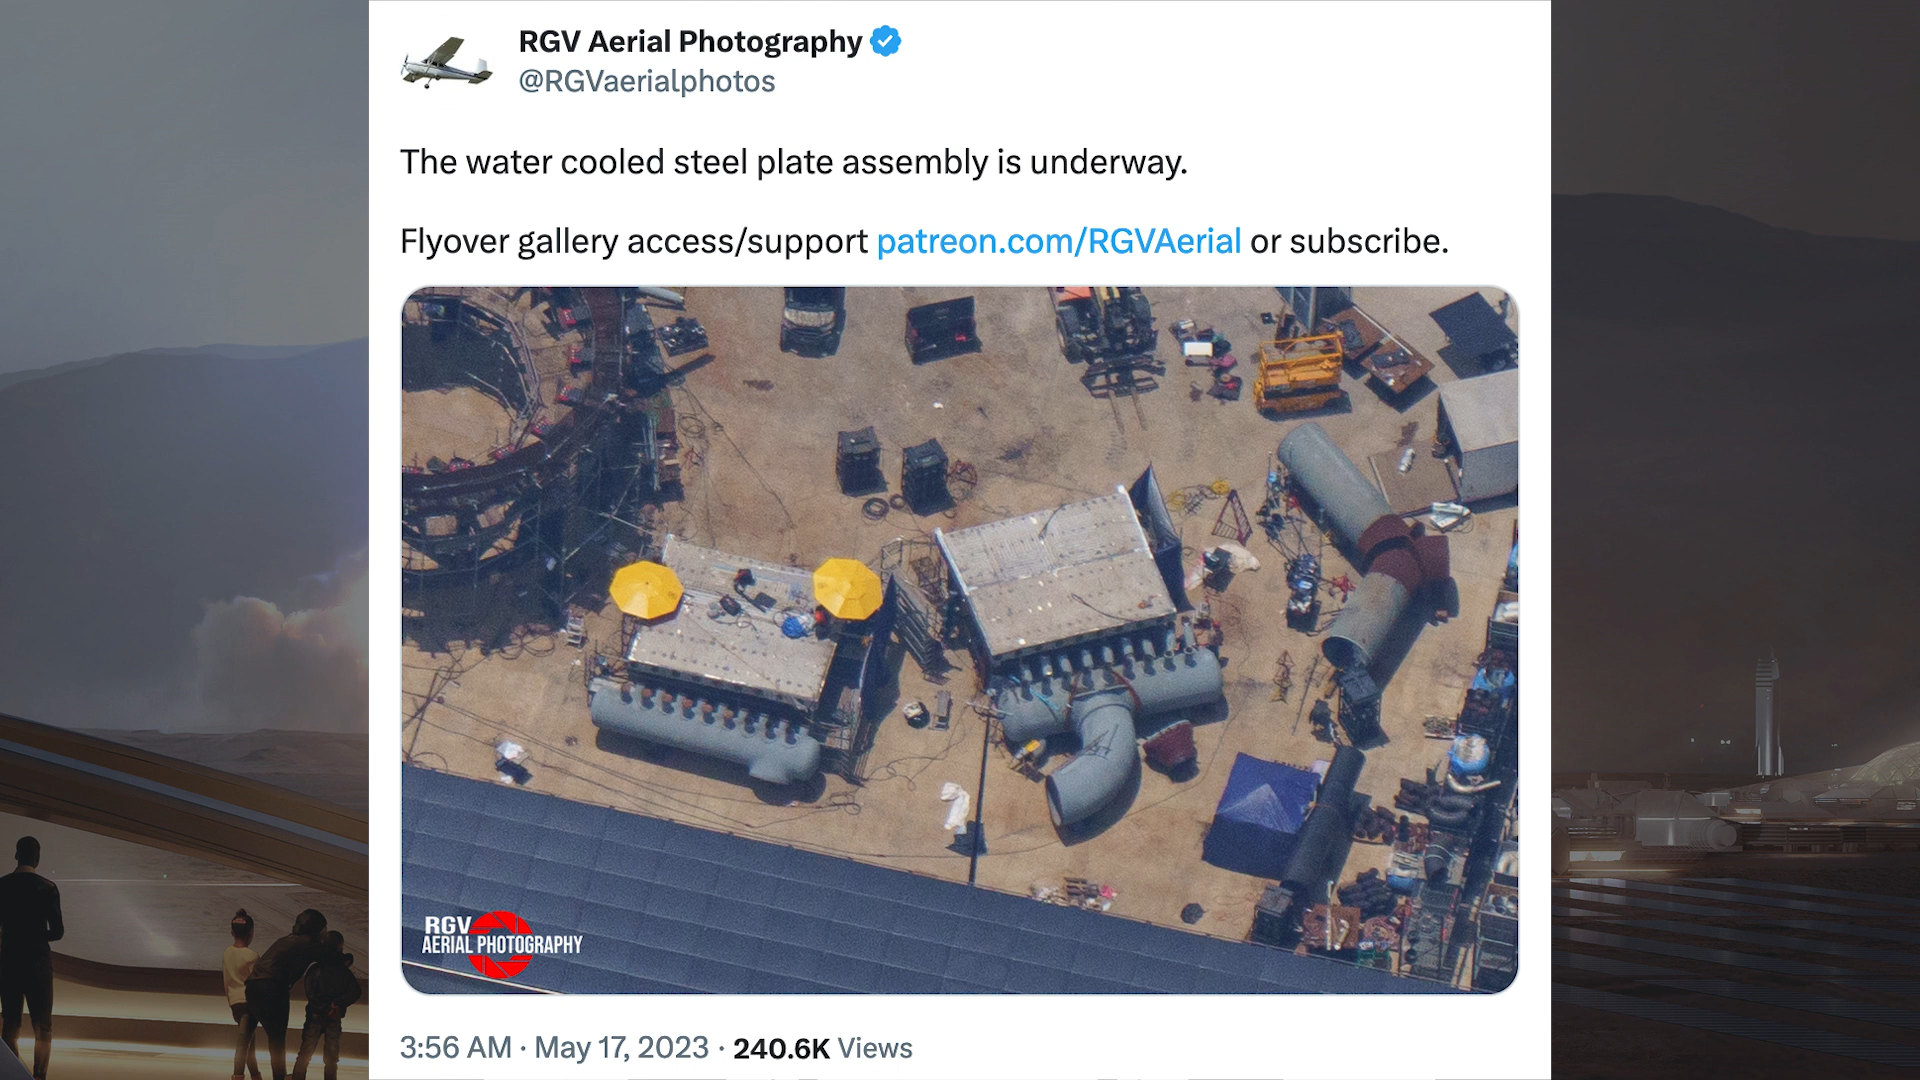 RGV Aerial Photography
@RGVaerialphotos
The water cooled steel plate assembly is underway.
Flyover gallery access/support patreon.com/RGVAerial or subscribe.
RGV
AERIAL PHOTOGRAPHY
3:56 AM · May 17, 2023 · 240.6K Views